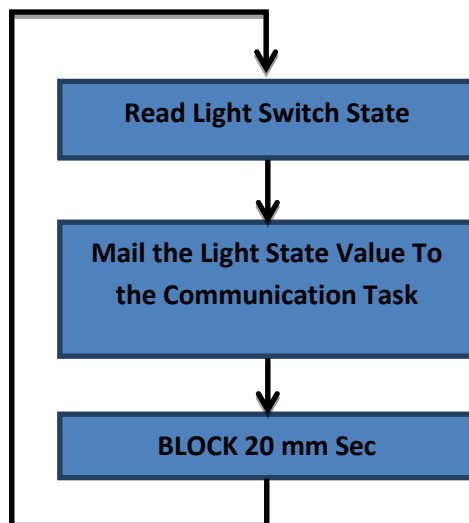 Read Light Switch State
Mail the Light State Value To
the Communication Task
BLOCK 20 mm Sec